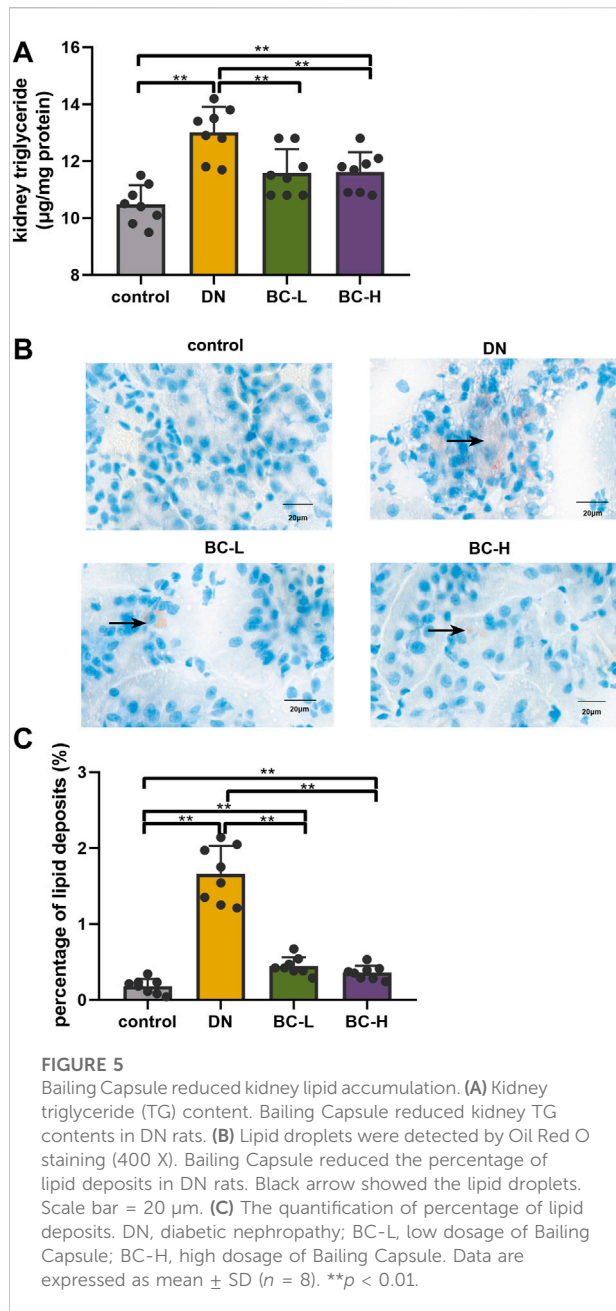 A
kidney triglyceride
(µg/mg protein)
16
14
12
10
8
**
**
**
**
control DN BC-L BC-H
B
control
DN
20µm
20µm
BC-L
BC-H
20µm
20µm
C
percentage of lipid deposits (%)
3
2
1
0
**
**
**
**
**
control DN BC-L BC-H
FIGURE 5
Bailing Capsule reduced kidney lipid accumulation. (A) Kidney
triglyceride (TG) content. Bailing Capsule reduced kidney TG
contents in DN rats. (B) Lipid droplets were detected by Oil Red O
staining (400 X). Bailing Capsule reduced the percentage of
lipid deposits in DN rats. Black arrow showed the lipid droplets.
Scale bar = 20 µm. (C) The quantification of percentage of lipid
deposits. DN, diabetic nephropathy; BC-L, low dosage of Bailing
Capsule; BC-H, high dosage of Bailing Capsule. Data are
expressed as mean ± SD (n = 8). **p < 0.01.